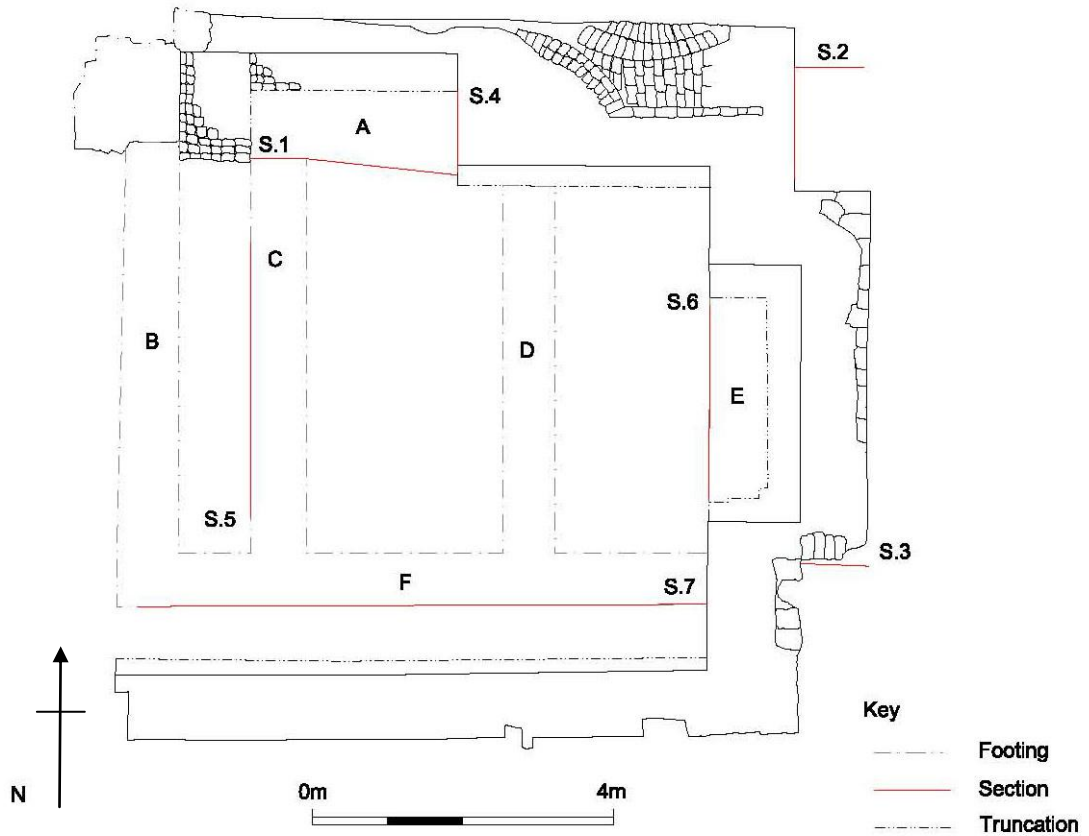 S.2
S.4
A
S.1
C
S.6
B
D
E
S.5
S.3
F
S.7
Key
Footing
Section
Truncation
N
0m 4m